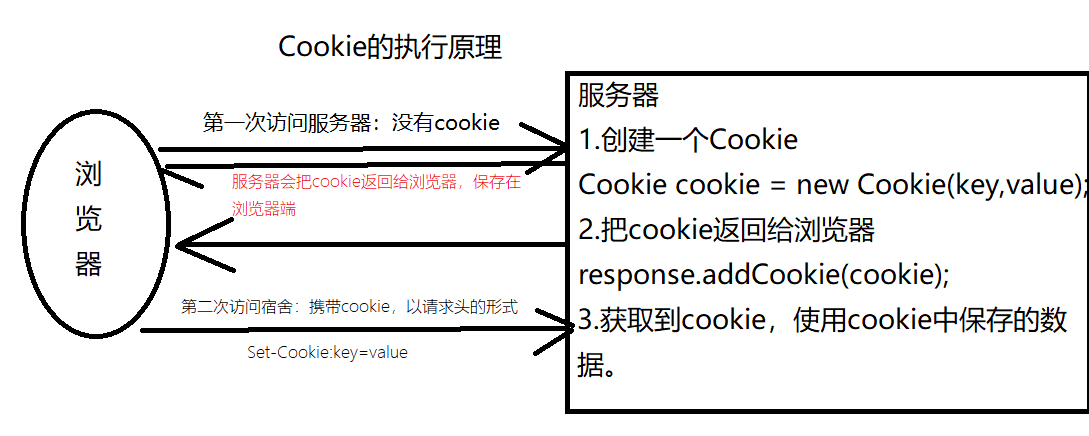 Cookie的执行原理
服务器
第一次访问服务器：没有cookie
1.创建一个Cookie
浏
览
器
服务器会把cookie返回给浏览器，保存在
浏览器端
Cookie cookie = new Cookie(key,value);
2.把cookie返回给浏览器
response.addCookie(cookie);
第二次访问宿舍：携带cookie，以请求头的形式
Set-Cookie:key=value
3.获取到cookie，使用cookie中保存的数
据。